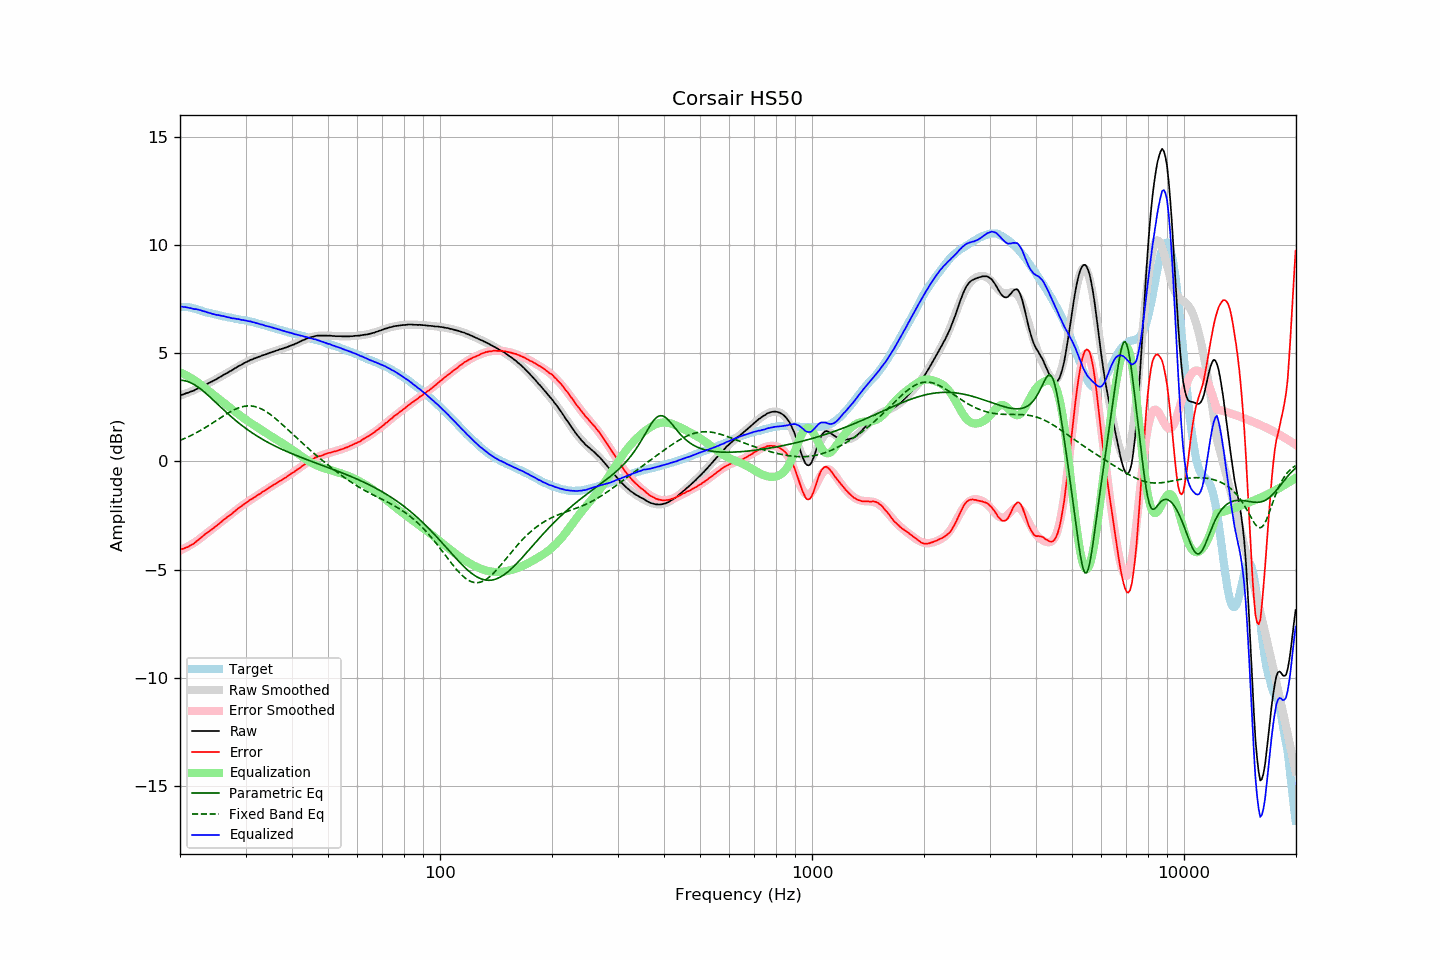 Corsair HS50
Amplitude (dBr)
15
10
5
0
−5
−10
−15
Target
Raw Smoothed
Error Smoothed
Raw
Error
Equalization
Parametric Eq
Fixed Band Eq
Equalized
100
1000
10000
Frequency (Hz)